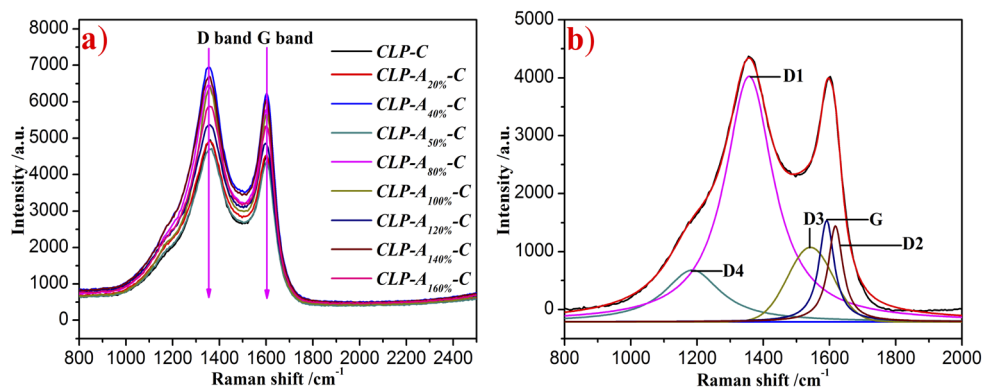 a)
D band G band
CLP-C
CLP-A20%-C
CLP-A40%-C
CLP-A50%-C
CLP-A80%-C
CLP-A100%-C
CLP-A120%-C
CLP-A140%-C
CLP-A160%-C
8000
7000
6000
5000
4000
3000
2000
1000
0
Intensity /a.u.
800 1000 1200 1400 1600 1800 2000 2200 2400
Raman shift /cm-1
b)
D1
D3
G
D2
D4
5000
4000
3000
2000
1000
0
Intensity /a.u.
800 1000 1200 1400 1600 1800 2000
Raman shift /cm-1